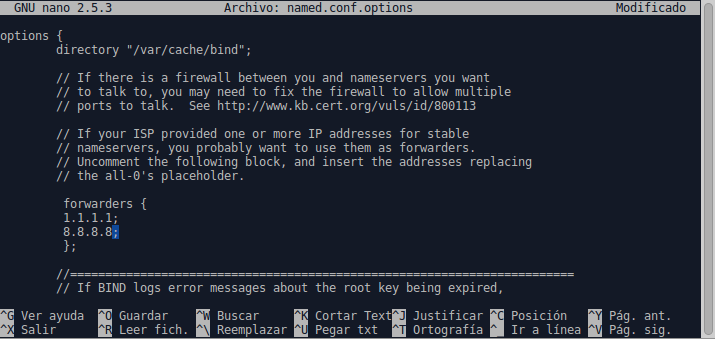 GNU nano 2.5.3 Archivo: named.conf.options Modificado
options {
directory "/var/cache/bind";
// If there is a firewall between you and nameservers you want
// to talk to, you may need to fix the firewall to allow multiple
// ports to talk.  See http://www.kb.cert.org/vuls/id/800113
// If your ISP provided one or more IP addresses for stable
// nameservers, you probably want to use them as forwarders.
// Uncomment the following block, and insert the addresses replacing
// the all-0's placeholder.
forwarders {
1.1.1.1;
8.8.8.8;
};
//========================================================================
// If BIND logs error messages about the root key being expired,
^G Ver ayuda ^O Guardar ^W Buscar ^K Cortar Text ^J Justificar ^C Posición ^Y Pág. ant.
^X Salir ^R Leer fich. ^\ Reemplazar ^U Pegar txt ^T Ortografía ^_ Ir a línea ^V Pág. sig.